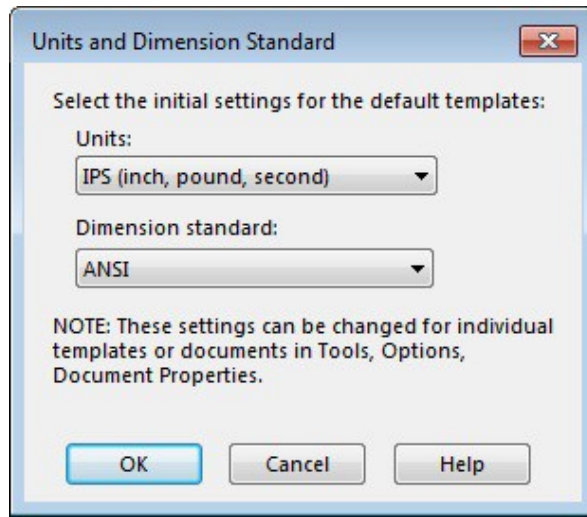 Units and Dimension Standard
Select the initial settings for the default templates:
Units:
IPS (inch, pound, second)
Dimension standard:
ANSI
NOTE: These settings can be changed for individual
templates or documents in Tools, Options,
Document Properties.
OK Cancel Help